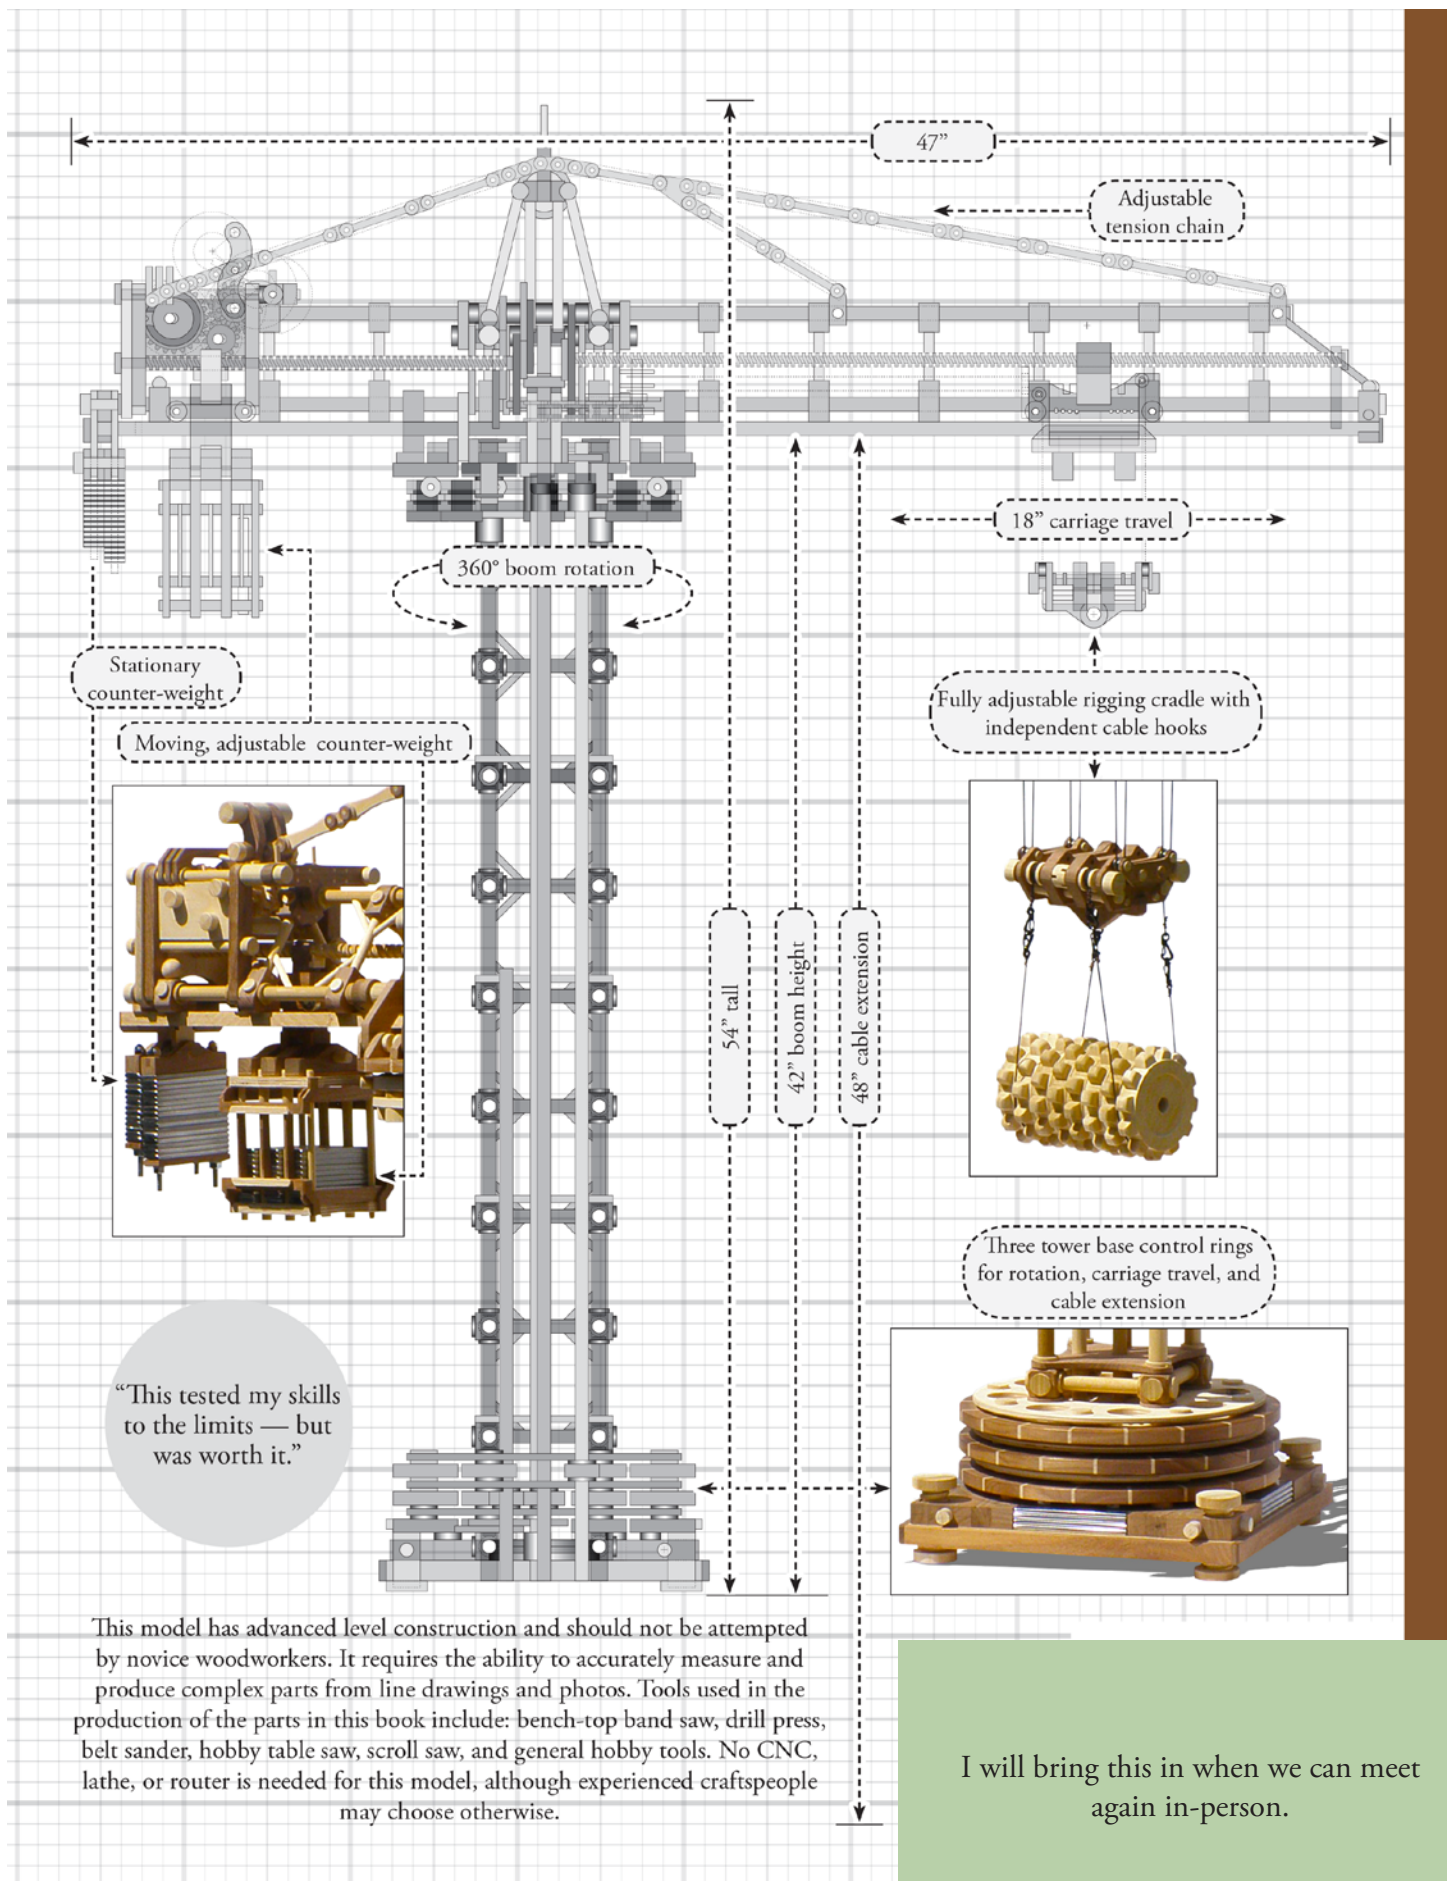 47”
Adjustable
tension chain
18” carriage travel
360° boom rotation
Stationary
counter-weight
Moving, adjustable counter-weight
Fully adjustable rigging cradle with
independent cable hooks
54” tall
42” boom height
48” cable extension
Three tower base control rings
for rotation, carriage travel, and
cable extension
“This tested my skills
to the limits — but
was worth it.”
This model has advanced level construction and should not be attempted
by novice woodworkers. It requires the ability to accurately measure and
produce complex parts from line drawings and photos. Tools used in the
production of the parts in this book include: bench-top band saw, drill press,
belt sander, hobby table saw, scroll saw, and general hobby tools. No CNC,
lathe, or router is needed for this model, although experienced craftspeople
may choose otherwise.
I will bring this in when we can meet
again in-person.